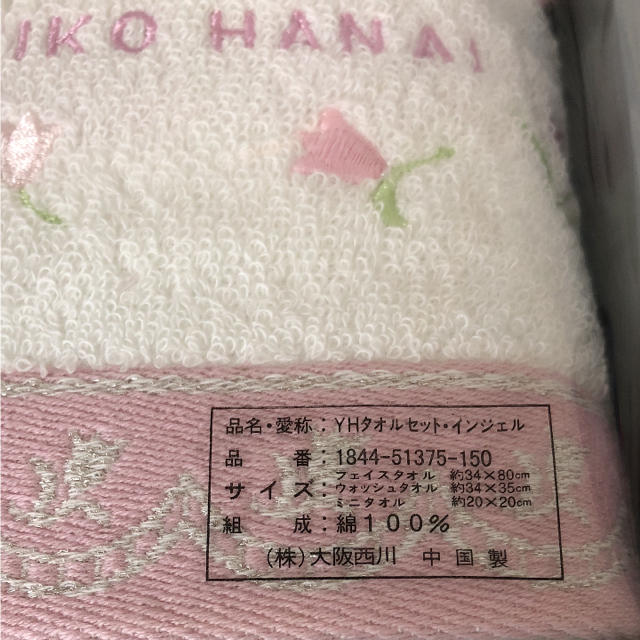 IKO HANAI
品名・愛称：YHタオルセット・インジェル
品　　番：1844-51375-150
サイズ：フェイスタオル 約34×80cm
ウォッシュタオル 約34×35cm
ミニタオル 約20×20cm
組　　成：綿100%
(株)大阪西川 中国製